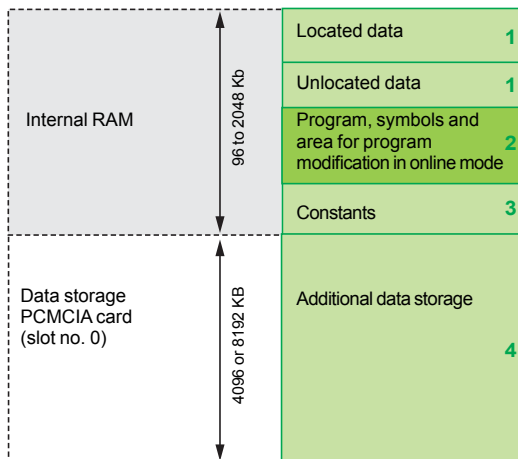 Located data 1
Unlocated data 1
Internal RAM
96 to 2048 Kb
Program, symbols and
area for program
modification in online mode
2
Constants 3
Data storage
PCMCIA card
(slot no. 0)
4096 or 8192 KB
Additional data storage
4